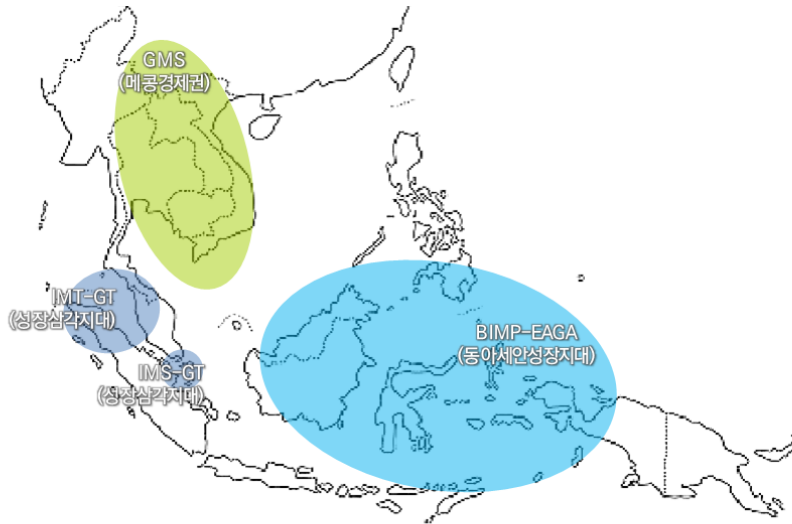 GMS
(메콩경제권)
IMT-GT
(성장삼각지대)
BIMP-EAGA
(동아세안성장지대)
IMS-GT
(성장삼각지대)